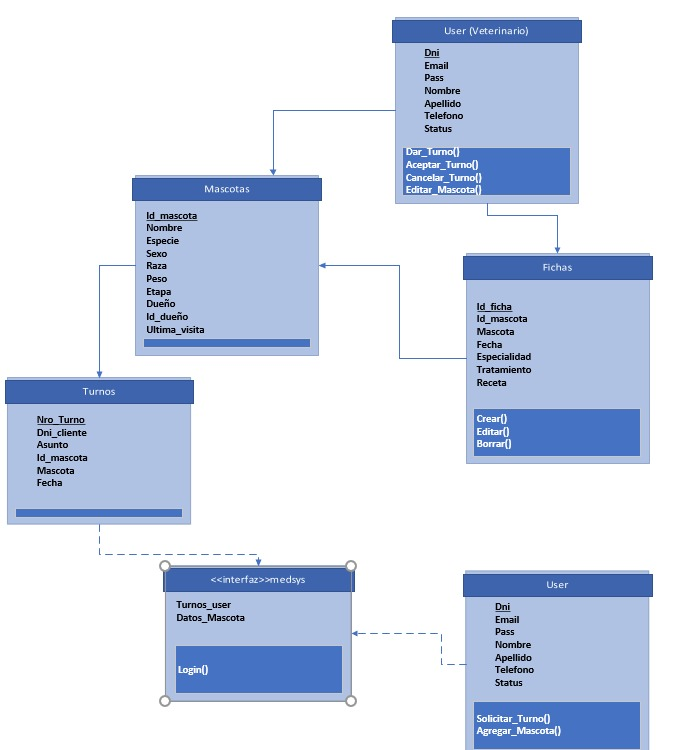 User (Veterinario)
Dni
Email
Pass
Nombre
Apellido
Telefono
Status
Dar_Turno()
Aceptar_Turno()
Cancelar_Turno()
Editar_Mascota()
Mascotas
Id_mascota
Nombre
Especie
Sexo
Raza
Peso
Etapa
Dueño
Id_dueño
Ultima_visita
Fichas
Id_ficha
Id_mascota
Mascota
Fecha
Especialidad
Tratamiento
Receta
Crear()
Editar()
Borrar()
Turnos
Nro_Turno
Dni_cliente
Asunto
Id_mascota
Mascota
Fecha
<<interfaz>>medsys
Turnos_user
Datos_Mascota
Login()
User
Dni
Email
Pass
Nombre
Apellido
Telefono
Status
Solicitar_Turno()
Agregar_Mascota()